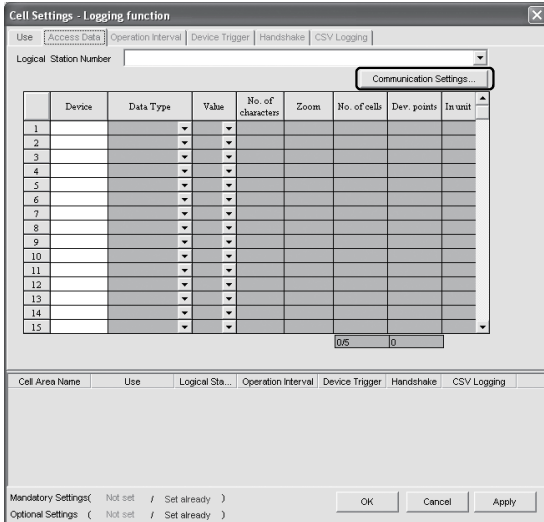 Cell Settings - Logging function
Use Access Data Operation Interval Device Trigger Handshake CSV Logging
Logical Station Number
Communication Settings...
Device Data Type Value No. of characters Zoom No. of cells Dev. points In unit
1
2
3
4
5
6
7
8
9
10
11
12
13
14
15
0/5 0
Cell Area Name Use Logical Sta... Operation Interval Device Trigger Handshake CSV Logging
Mandatory Settings( Not set / Set already )
OK Cancel Apply
Optional Settings ( Not set / Set already )